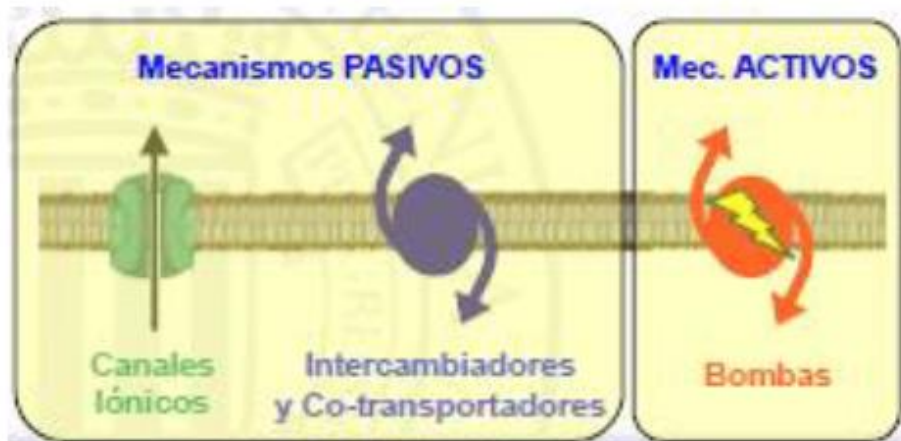 Mecanismos PASIVOS
Mec. ACTIVOS
Canales
Iónicos
Intercambiadores
y Co-transportadores
Bombas